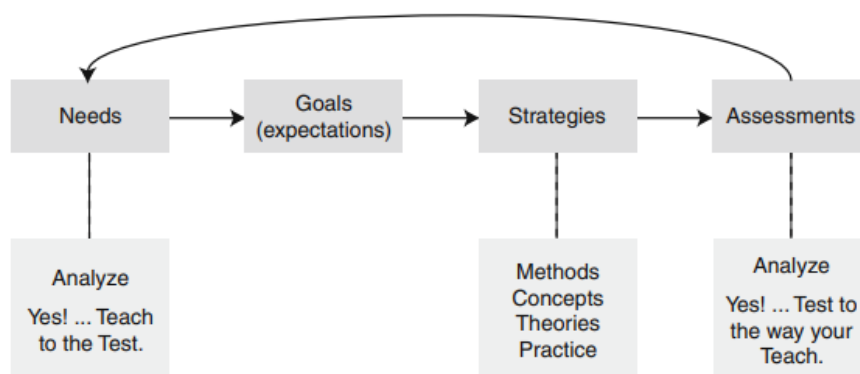 Needs
Goals
(expectations)
Strategies
Assessments
Analyze
Yes! ... Teach
to the Test.
Methods
Concepts
Theories
Practice
Analyze
Yes! ... Test to
the way your
Teach.